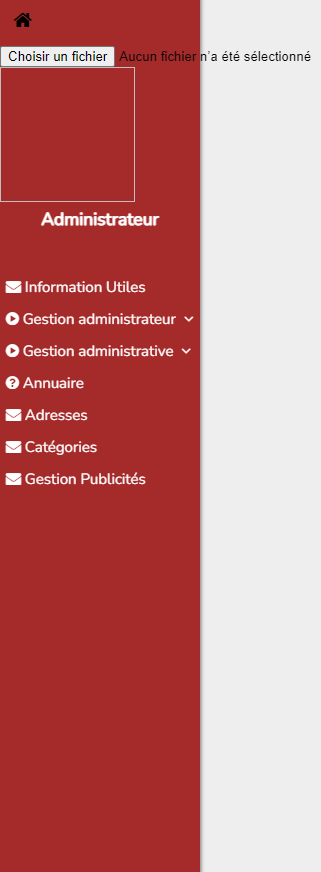 Choisir un fichier Aucun fichier n’a été sélectionné
Administrateur
Information Utiles
Gestion administrateur
Gestion administrative
Annuaire
Adresses
Catégories
Gestion Publicités